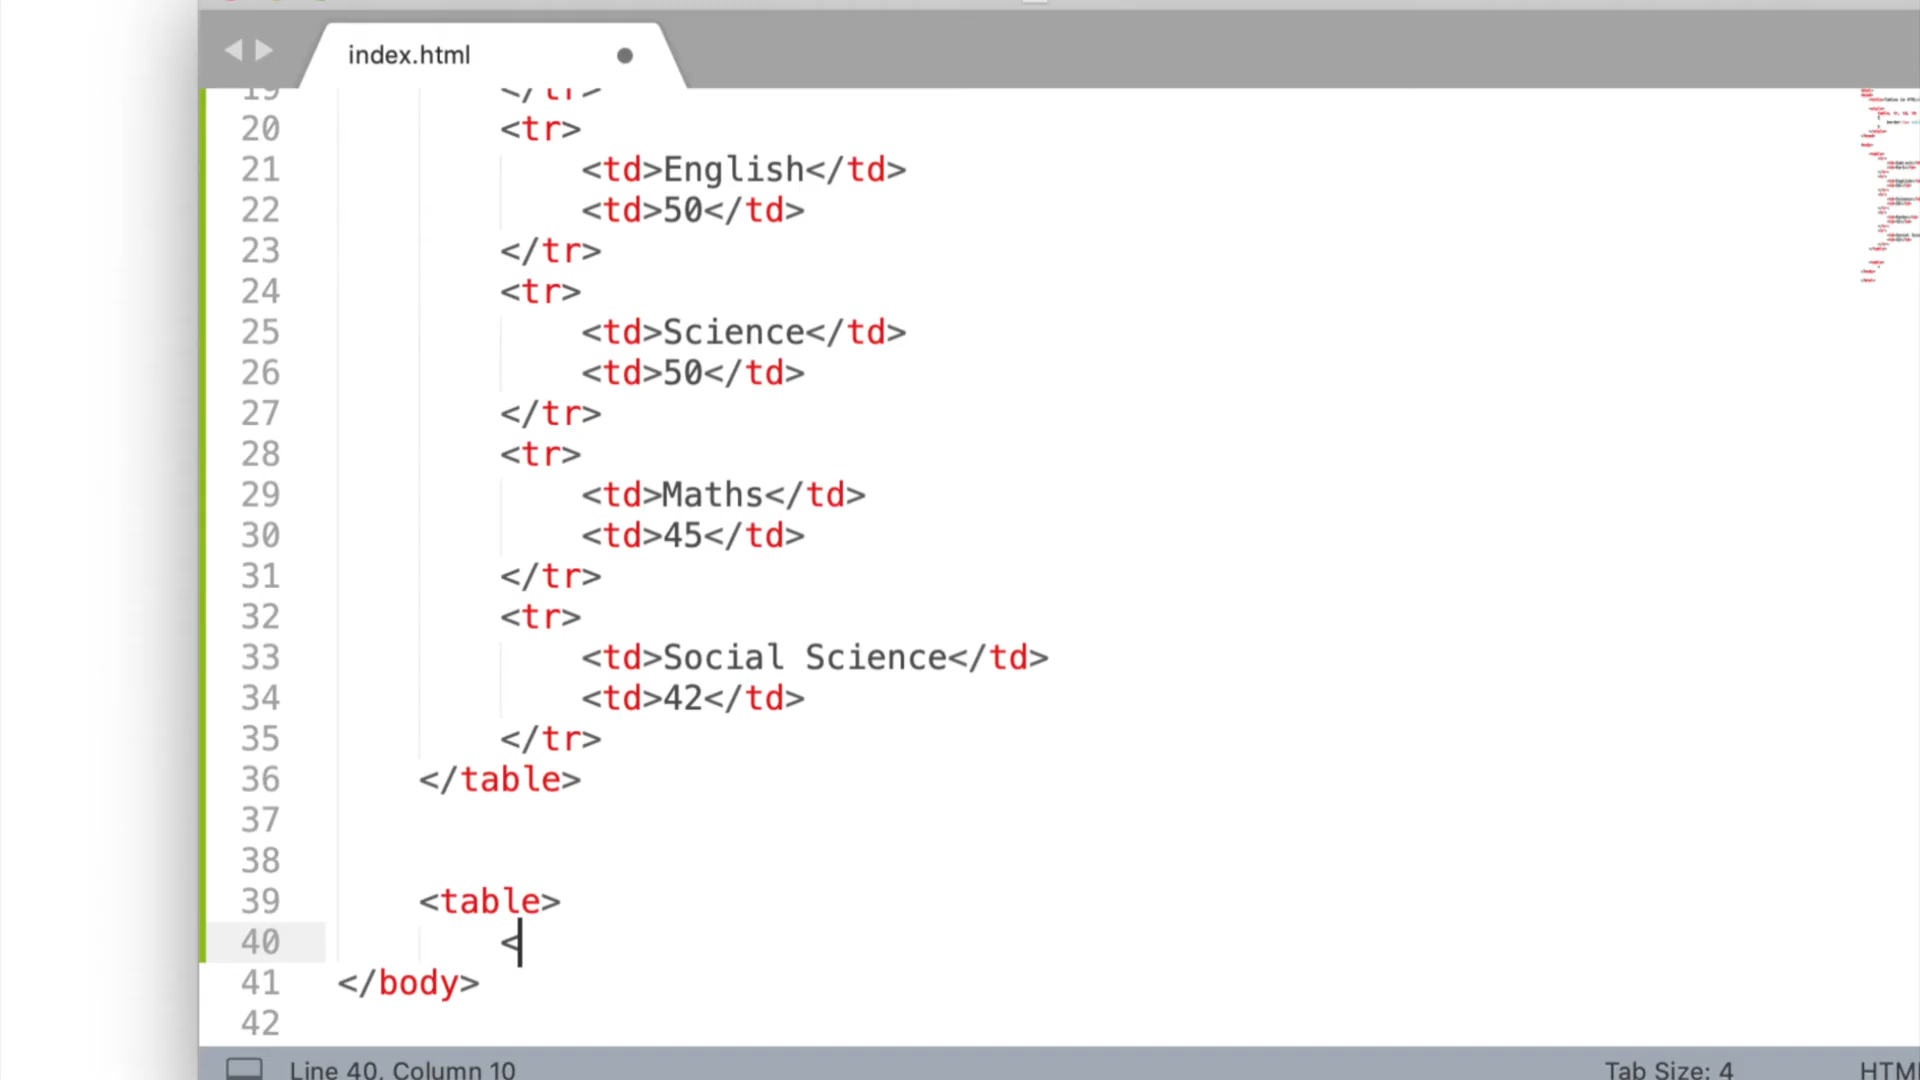 index.html
19 </tr>
20 <tr>
21 <td>English</td>
22 <td>50</td>
23 </tr>
24 <tr>
25 <td>Science</td>
26 <td>50</td>
27 </tr>
28 <tr>
29 <td>Maths</td>
30 <td>45</td>
31 </tr>
32 <tr>
33 <td>Social Science</td>
34 <td>42</td>
35 </tr>
36 </table>
37
38
39 <table>
40 <
41 </body>
42
Line 40, Column 10 Tab Size: 4 HTML